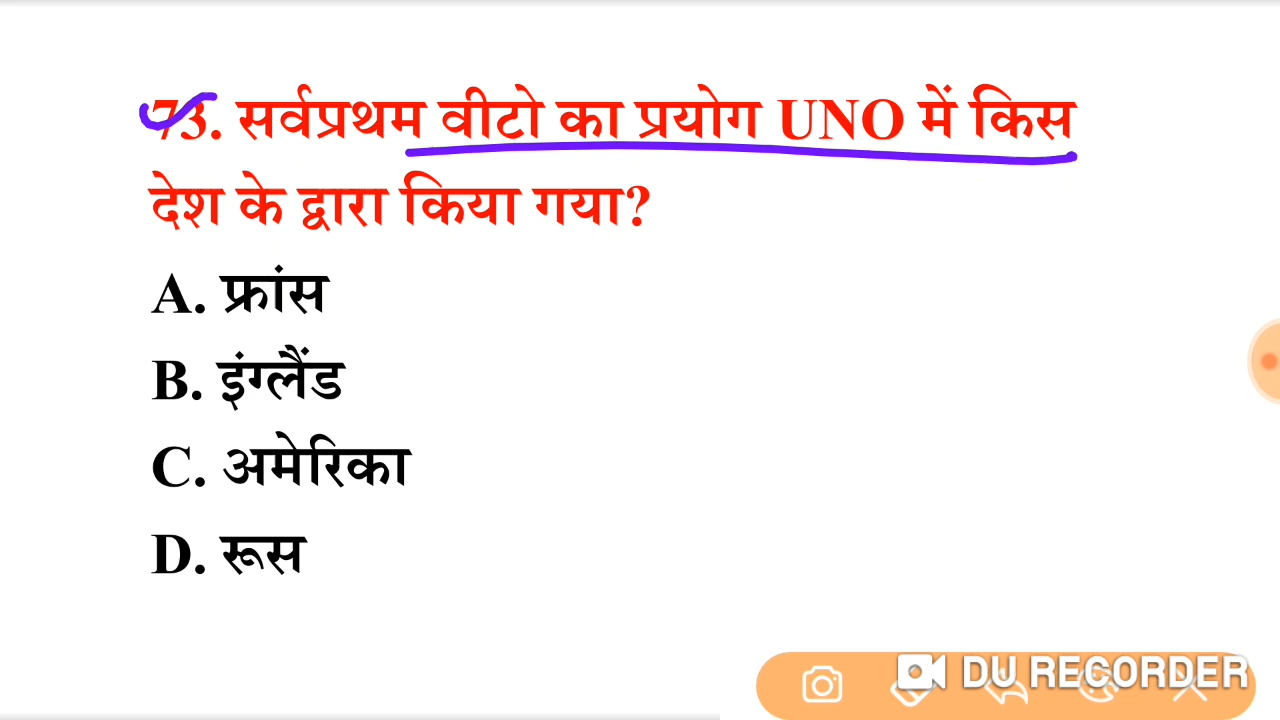 73. सर्वप्रथम वीटो का प्रयोग UNO में किस
देश के द्वारा किया गया?
A. फ्रांस
B. इंग्लैंड
C. अमेरिका
D. रूस
DU RECORDER